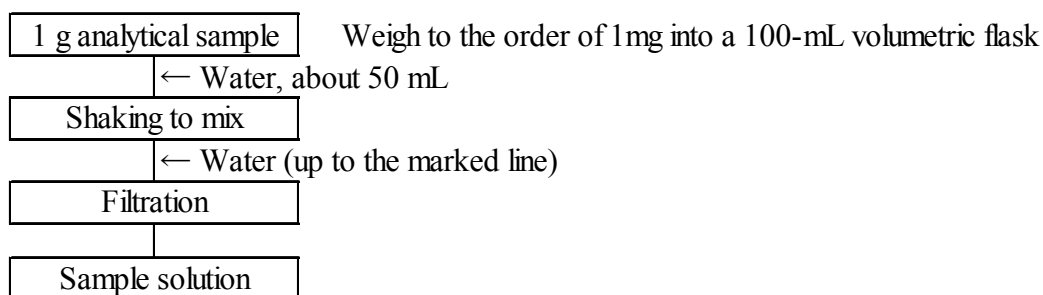 1 g analytical sample Weigh to the order of 1mg into a 100-mL volumetric flask
← Water, about 50 mL
Shaking to mix
← Water (up to the marked line)
Filtration
Sample solution